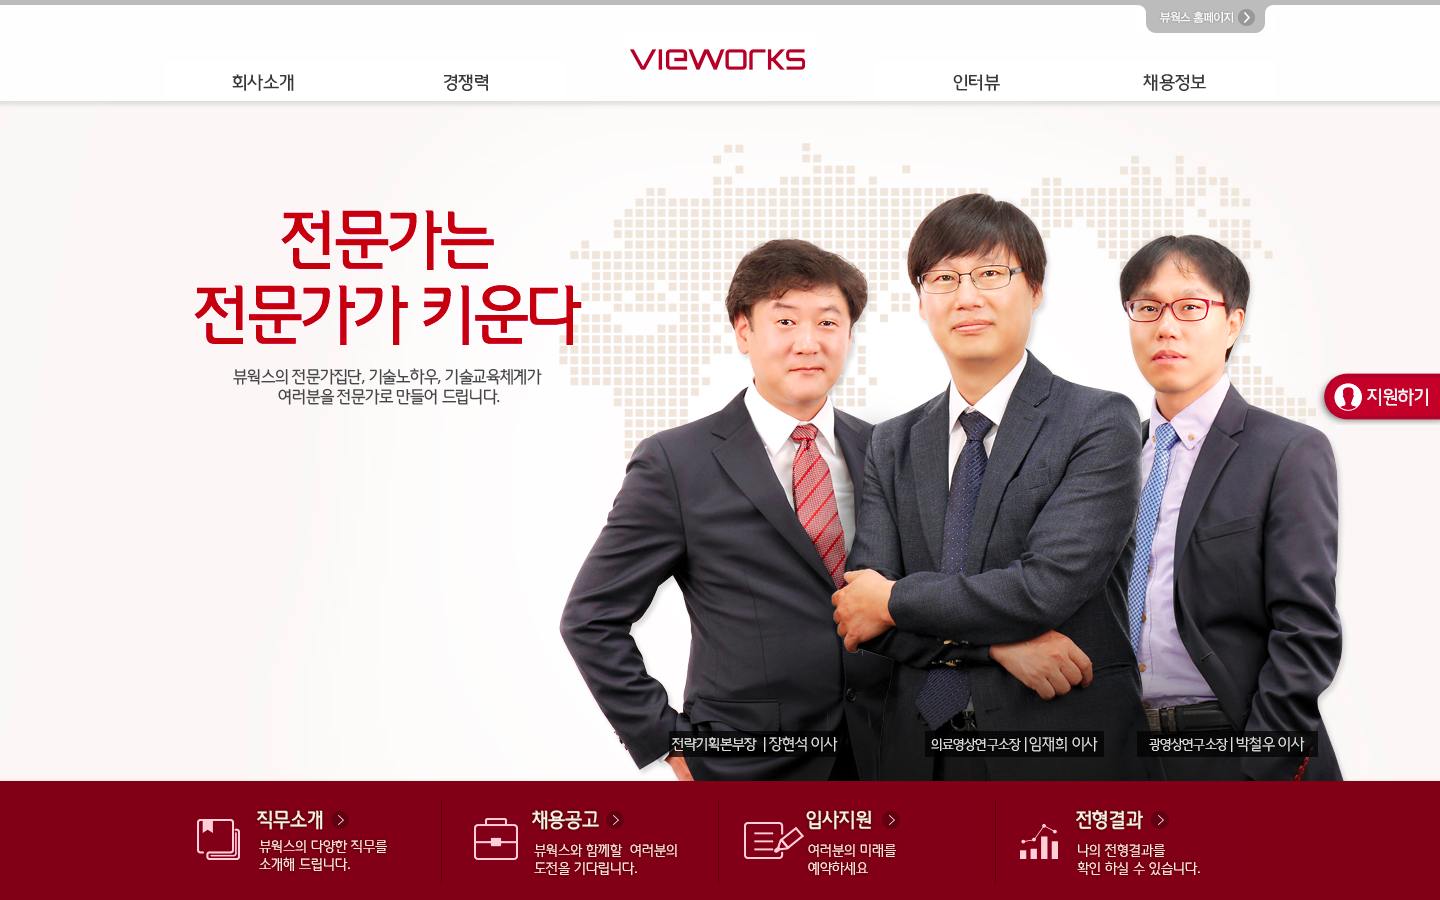 뷰웍스 홈페이지
vieworks
회사소개
경쟁력
인터뷰
채용정보
전문가는
전문가가 키운다
뷰웍스의 전문가집단, 기술노하우, 기술교육체계가
여러분을 전문가로 만들어 드립니다.
지원하기
전략기획본부장 | 장현석 이사
의료영상연구소장 | 임재희 이사
광영상연구소장 | 박철우 이사
직무소개
뷰웍스의 다양한 직무를
소개해 드립니다.
채용공고
뷰웍스와 함께할 여러분의
도전을 기다립니다.
입사지원
여러분의 미래를
예약하세요
전형결과
나의 전형결과를
확인 하실 수 있습니다.